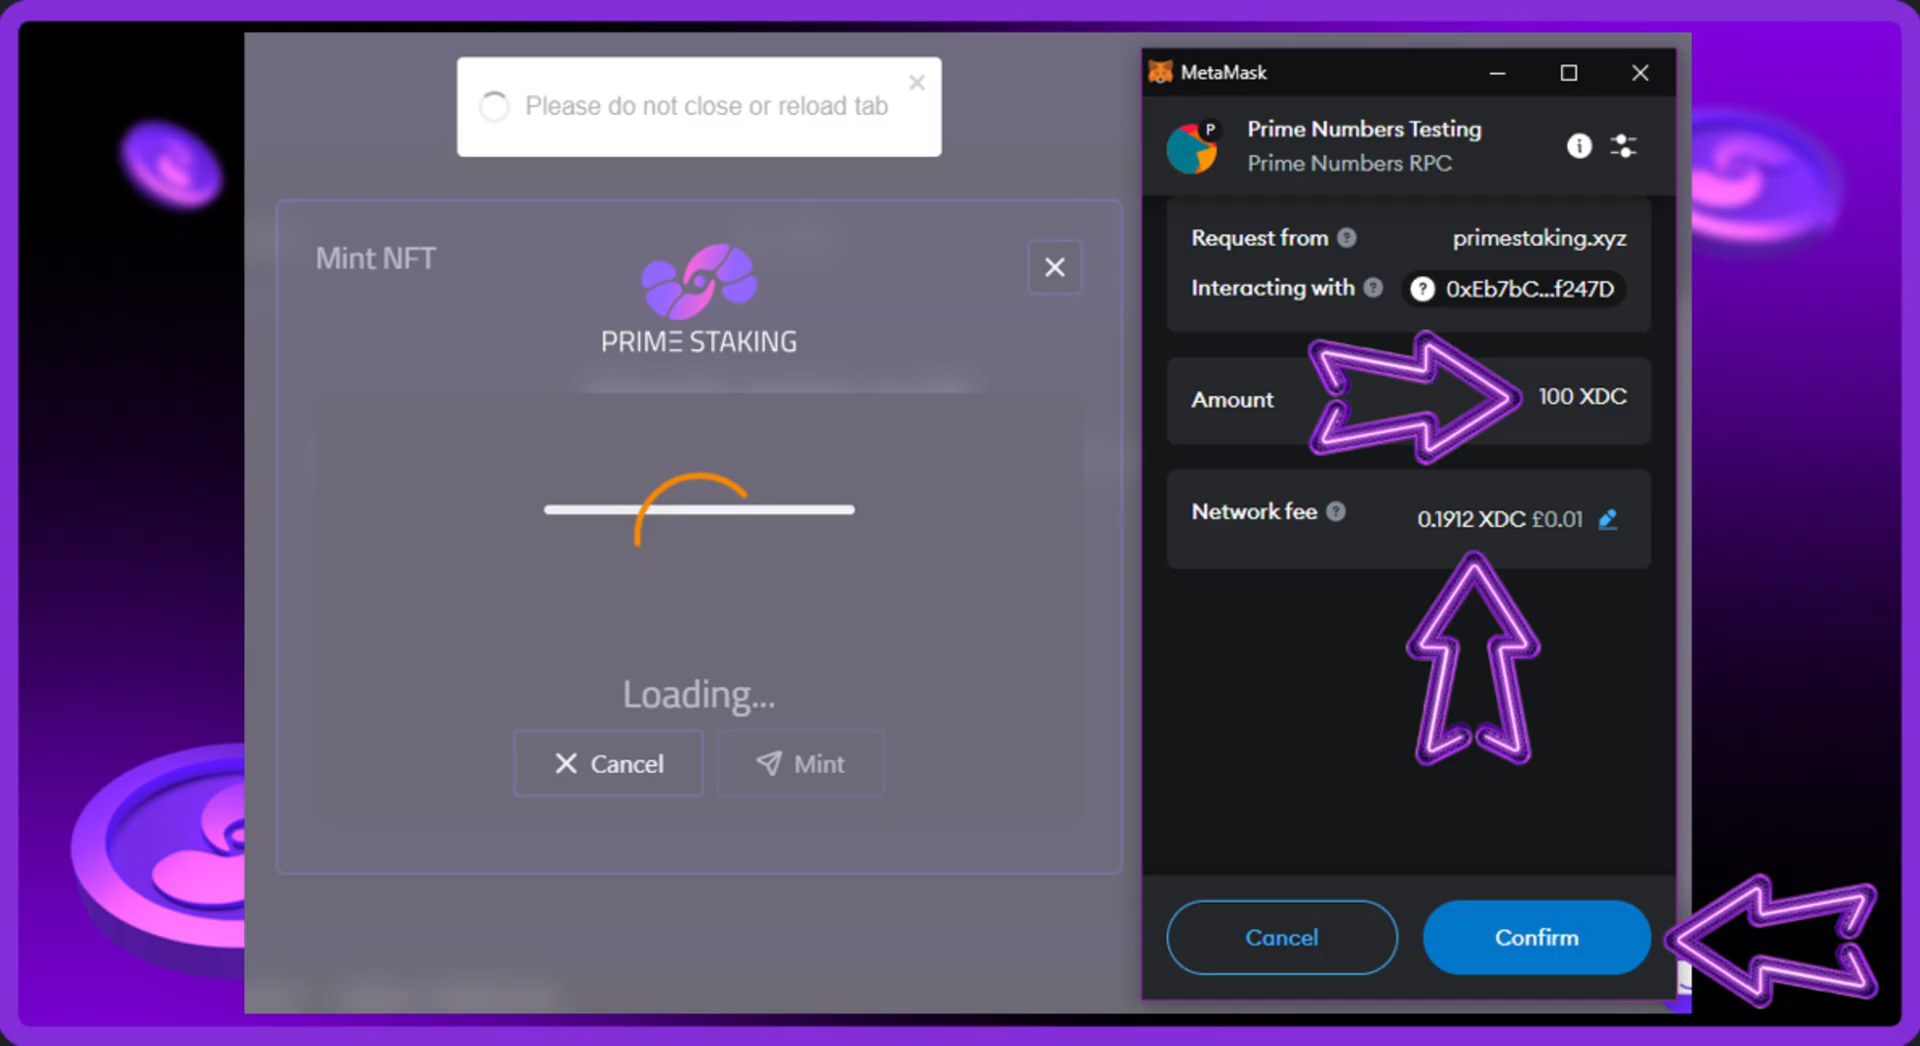 Please do not close or reload tab
Mint NFT
PRIME STAKING
Loading...
Cancel
Mint
MetaMask
P
Prime Numbers Testing
Prime Numbers RPC
Request from
primestaking.xyz
Interacting with
0xEb7bC...f247D
Amount
100 XDC
Network fee
0.1912 XDC £0.01
Cancel
Confirm